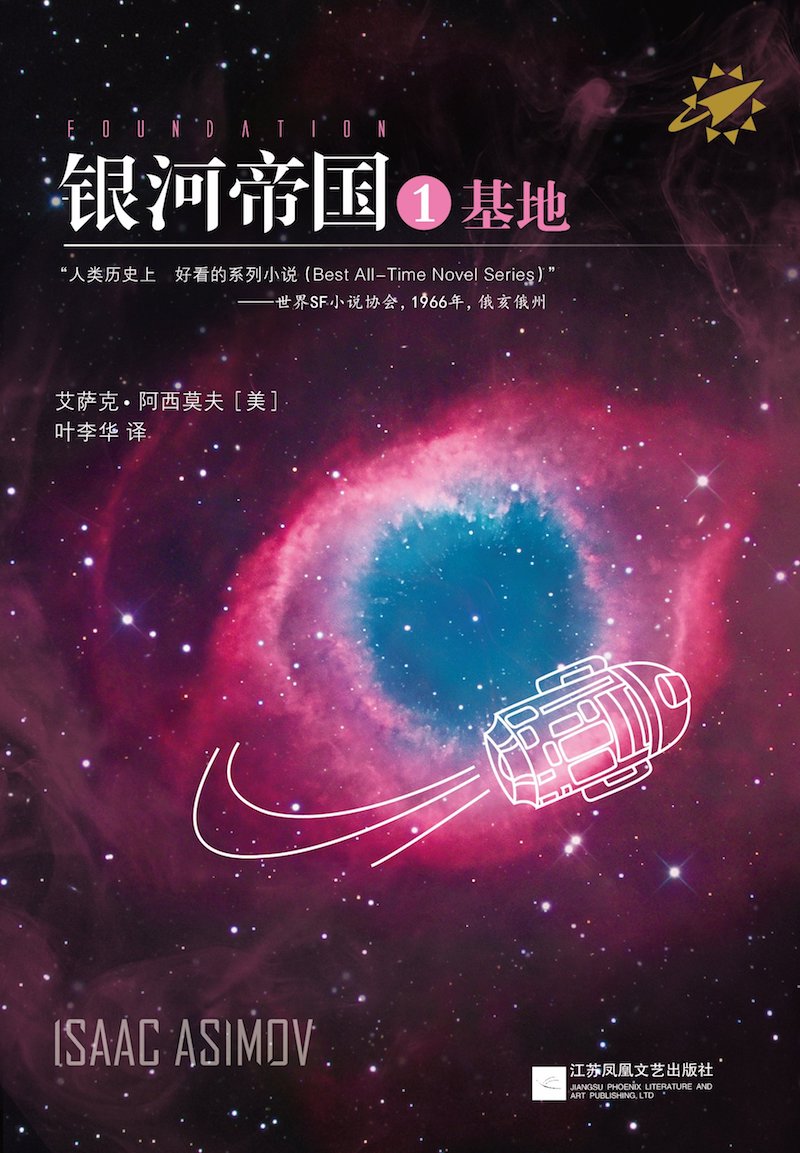 FOUNDATION
银河帝国1基地
“人类历史上 好看的系列小说（Best All-Time Novel Series）”
——世界SF小说协会，1966年，俄亥俄州
艾萨克·阿西莫夫［美］
叶李华 译
ISAAC ASIMOV
江苏凤凰文艺出版社
JIANGSU PHOENIX LITERATURE AND
ART PUBLISHING, LTD